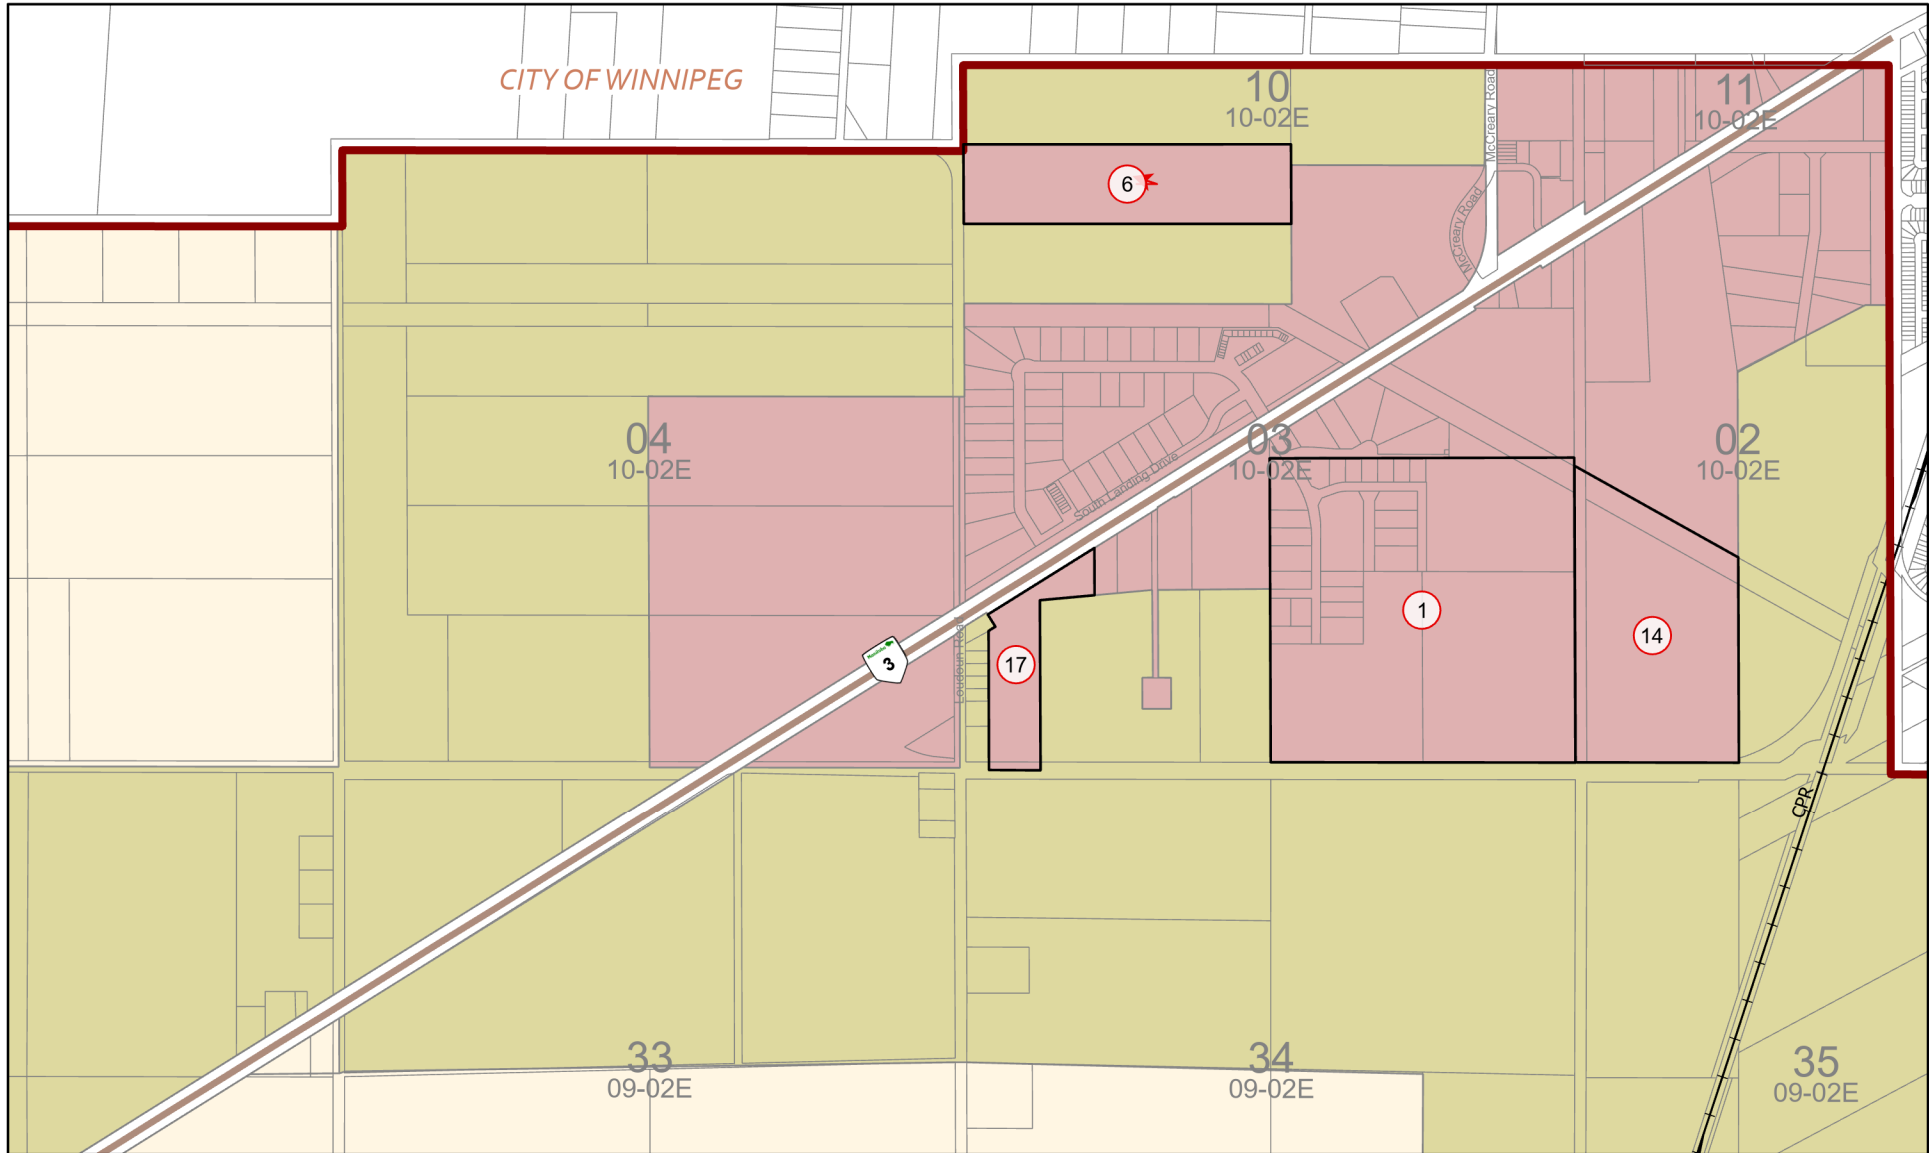 CITY OF WINNIPEG
10
10-02E
11
10-02E
McCreary Road
McCreary Road
6
04
10-02E
03
10-02E
02
10-02E
South Landing Drive
1
14
17
Loudoun Road
Manitoba
3
CPR
33
09-02E
34
09-02E
35
09-02E